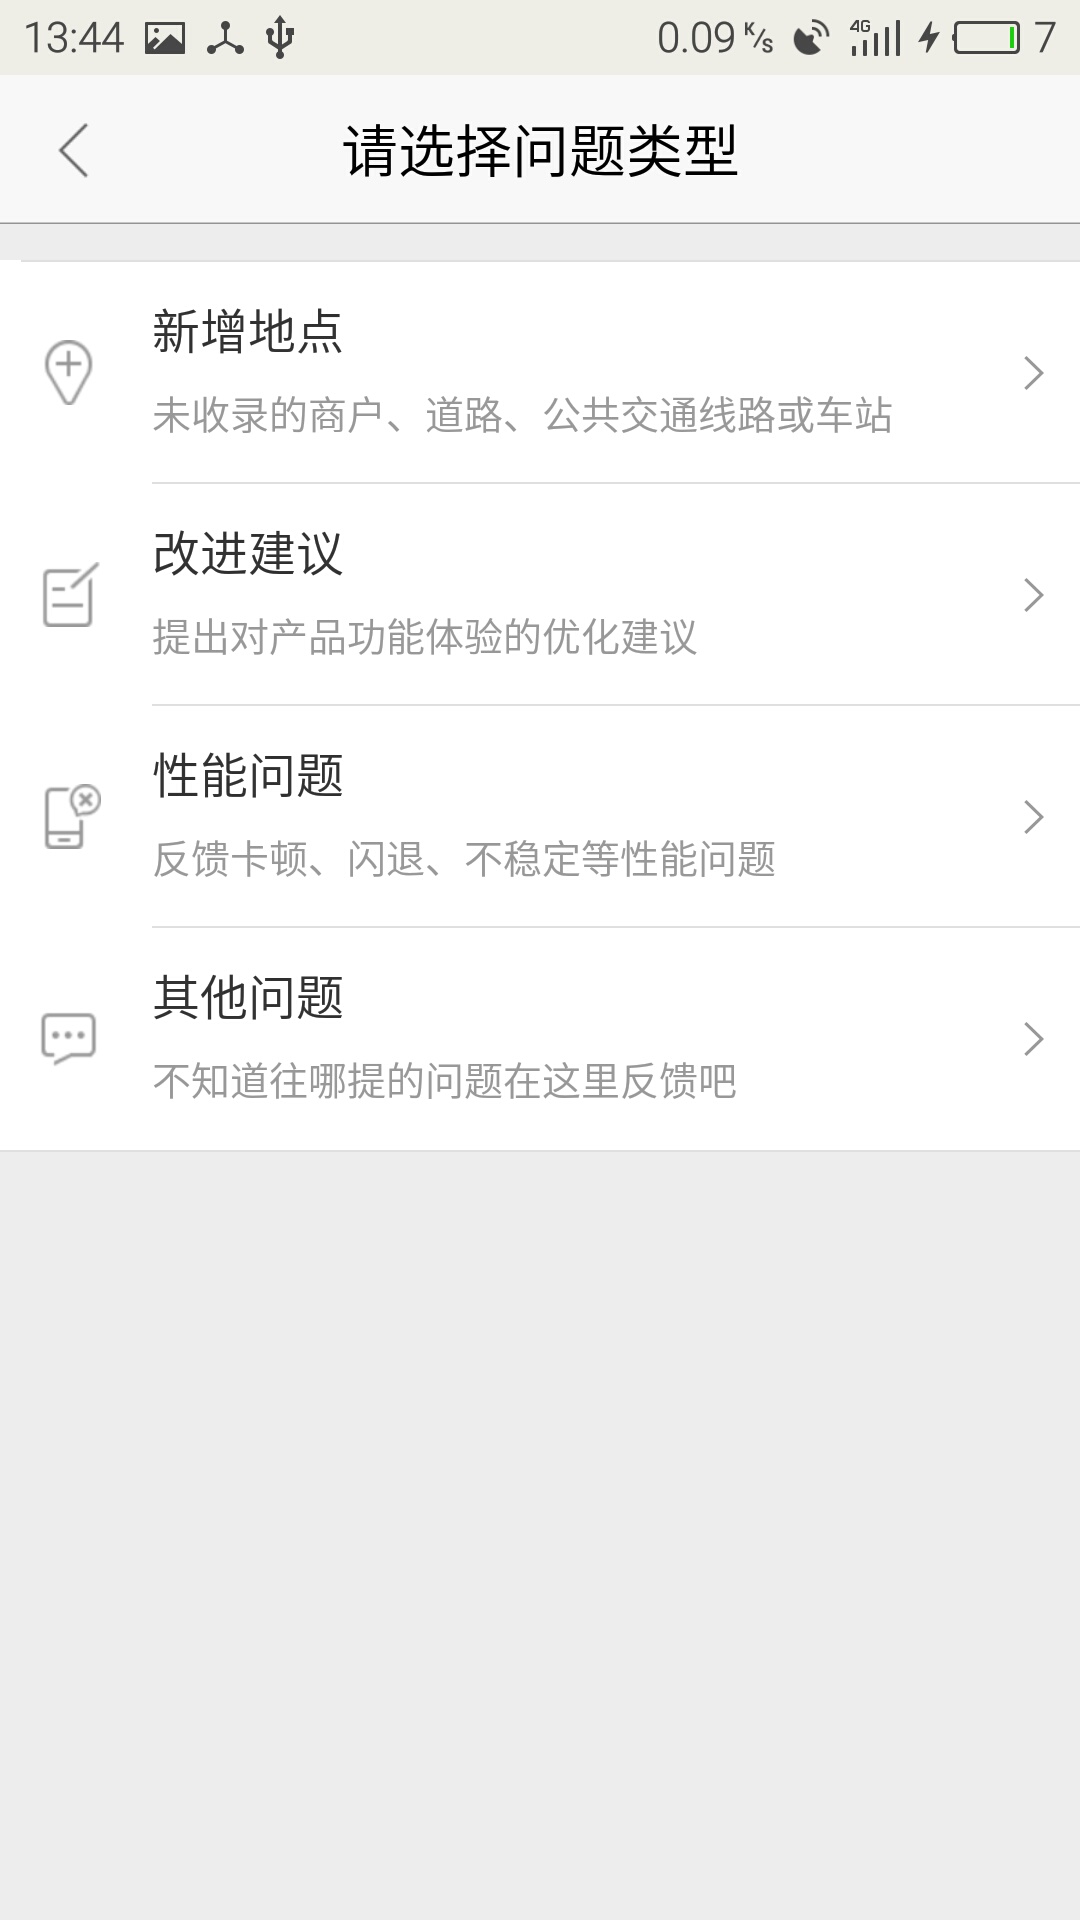 13:44 0.09 K/s 4G 7
请选择问题类型
新增地点
未收录的商户、道路、公共交通线路或车站
改进建议
提出对产品功能体验的优化建议
性能问题
反馈卡顿、闪退、不稳定等性能问题
其他问题
不知道往哪提的问题在这里反馈吧